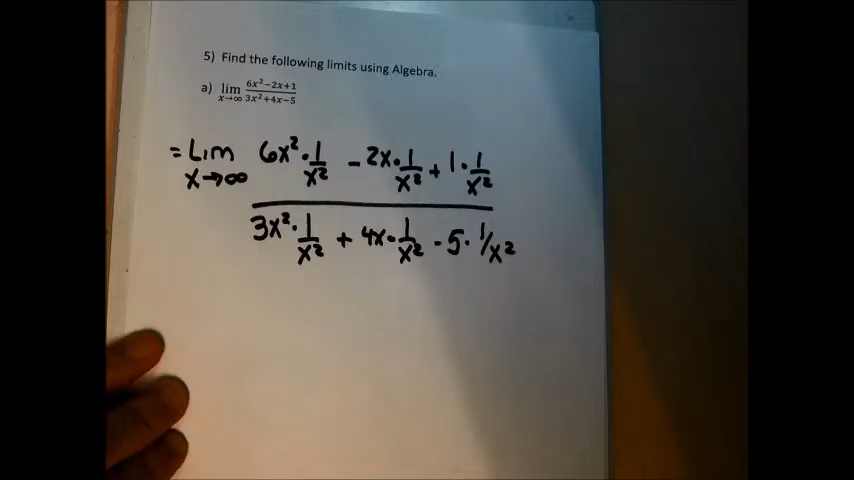 5) Find the following limits using Algebra.
a) lim x→∞ (6x²−2x+1)/(3x²+4x−5)
= Lim 6x² · 1/x² − 2x · 1/x² + 1 · 1/x²
x→∞
3x² · 1/x² + 4x · 1/x² - 5 · 1/x²